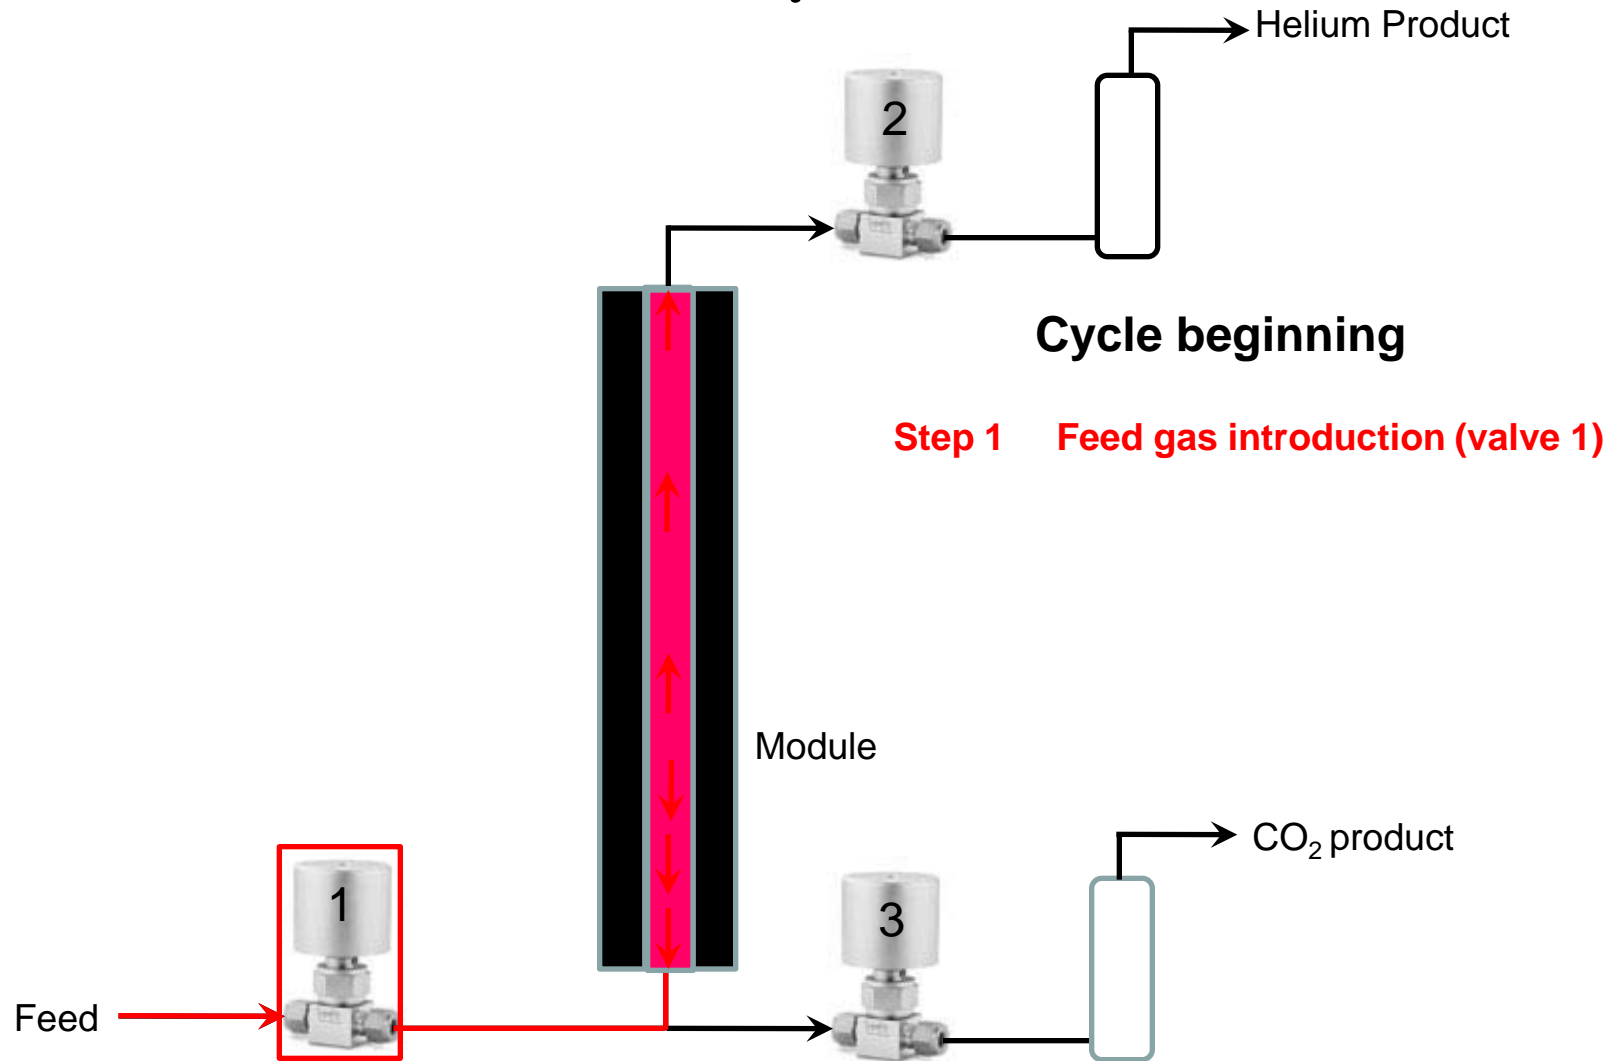 Helium Product
2
Cycle beginning
Step 1 Feed gas introduction (valve 1)
Module
CO₂ product
1
3
Feed